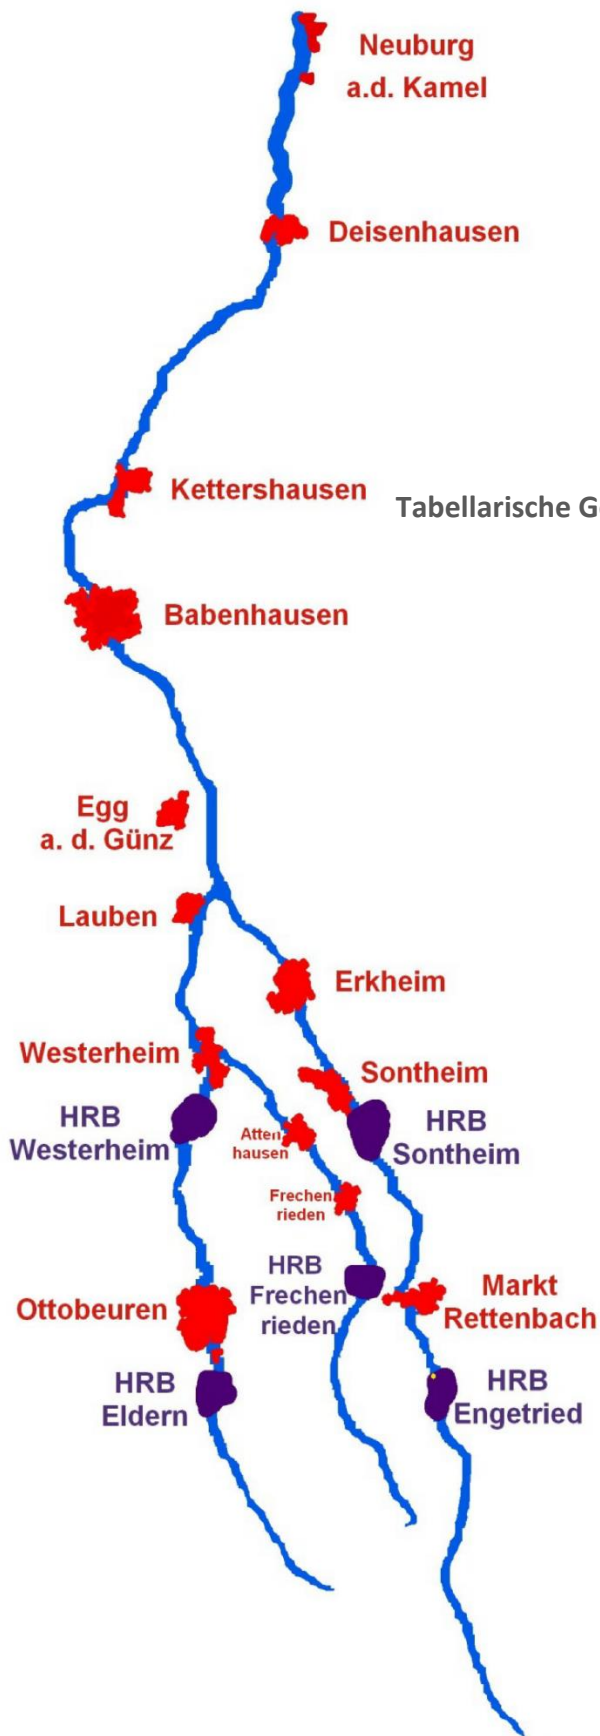 Neuburg
a.d. Kamel
Deisenhausen
Kettershausen
Tabellarische G
Babenhausen
Egg
a. d. Günz
Lauben
Erkheim
Westerheim
Sontheim
HRB
Westerheim
Atten
hausen
HRB
Sontheim
Frechen
rieden
HRB
Frechen
rieden
Markt
Rettenbach
Ottobeuren
HRB
Eldern
HRB
Engetried